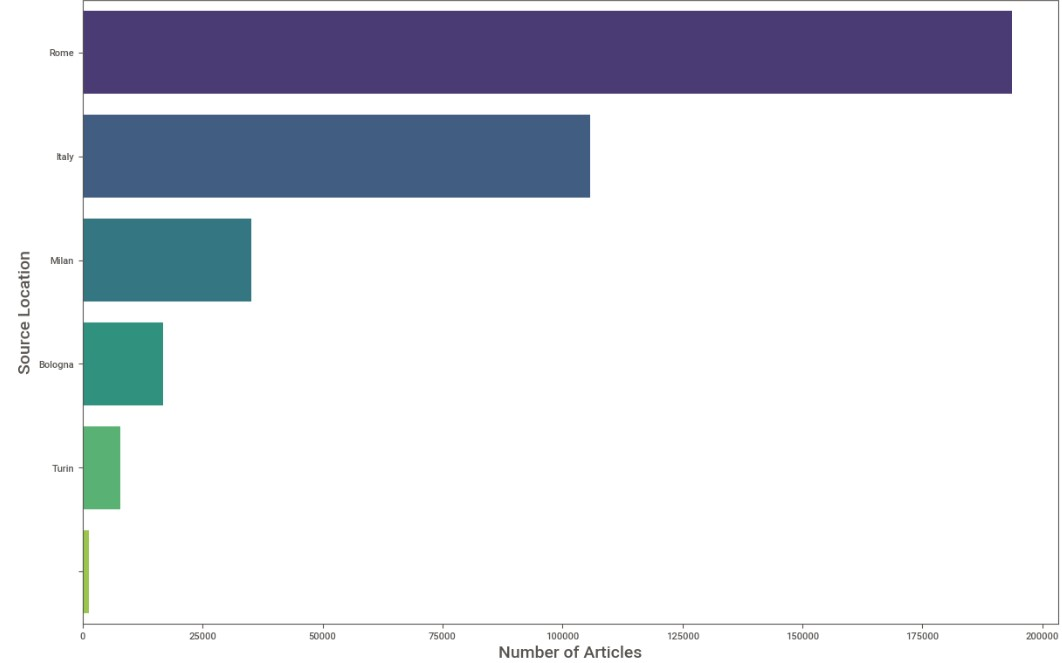 Rome
Italy
Milan
Source Location
Bologna
Turin
0 25000 50000 75000 100000 125000 150000 175000 200000
Number of Articles